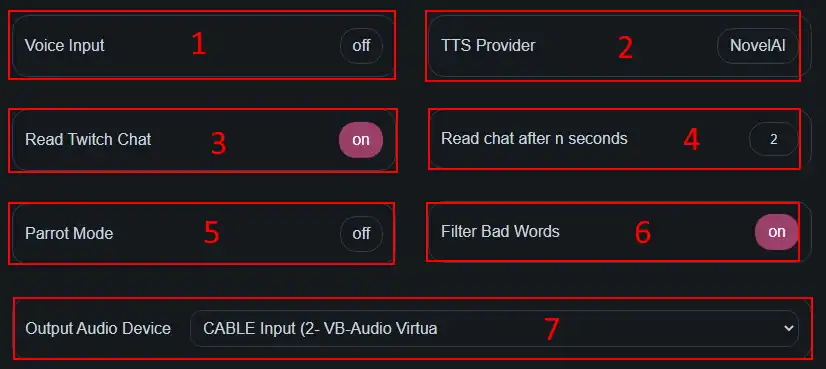 Voice Input 1 off
TTS Provider 2 NovelAI
Read Twitch Chat 3 on
Read chat after n seconds 4 2
Parrot Mode 5 off
Filter Bad Words 6 on
Output Audio Device CABLE Input (2- VB-Audio Virtua 7